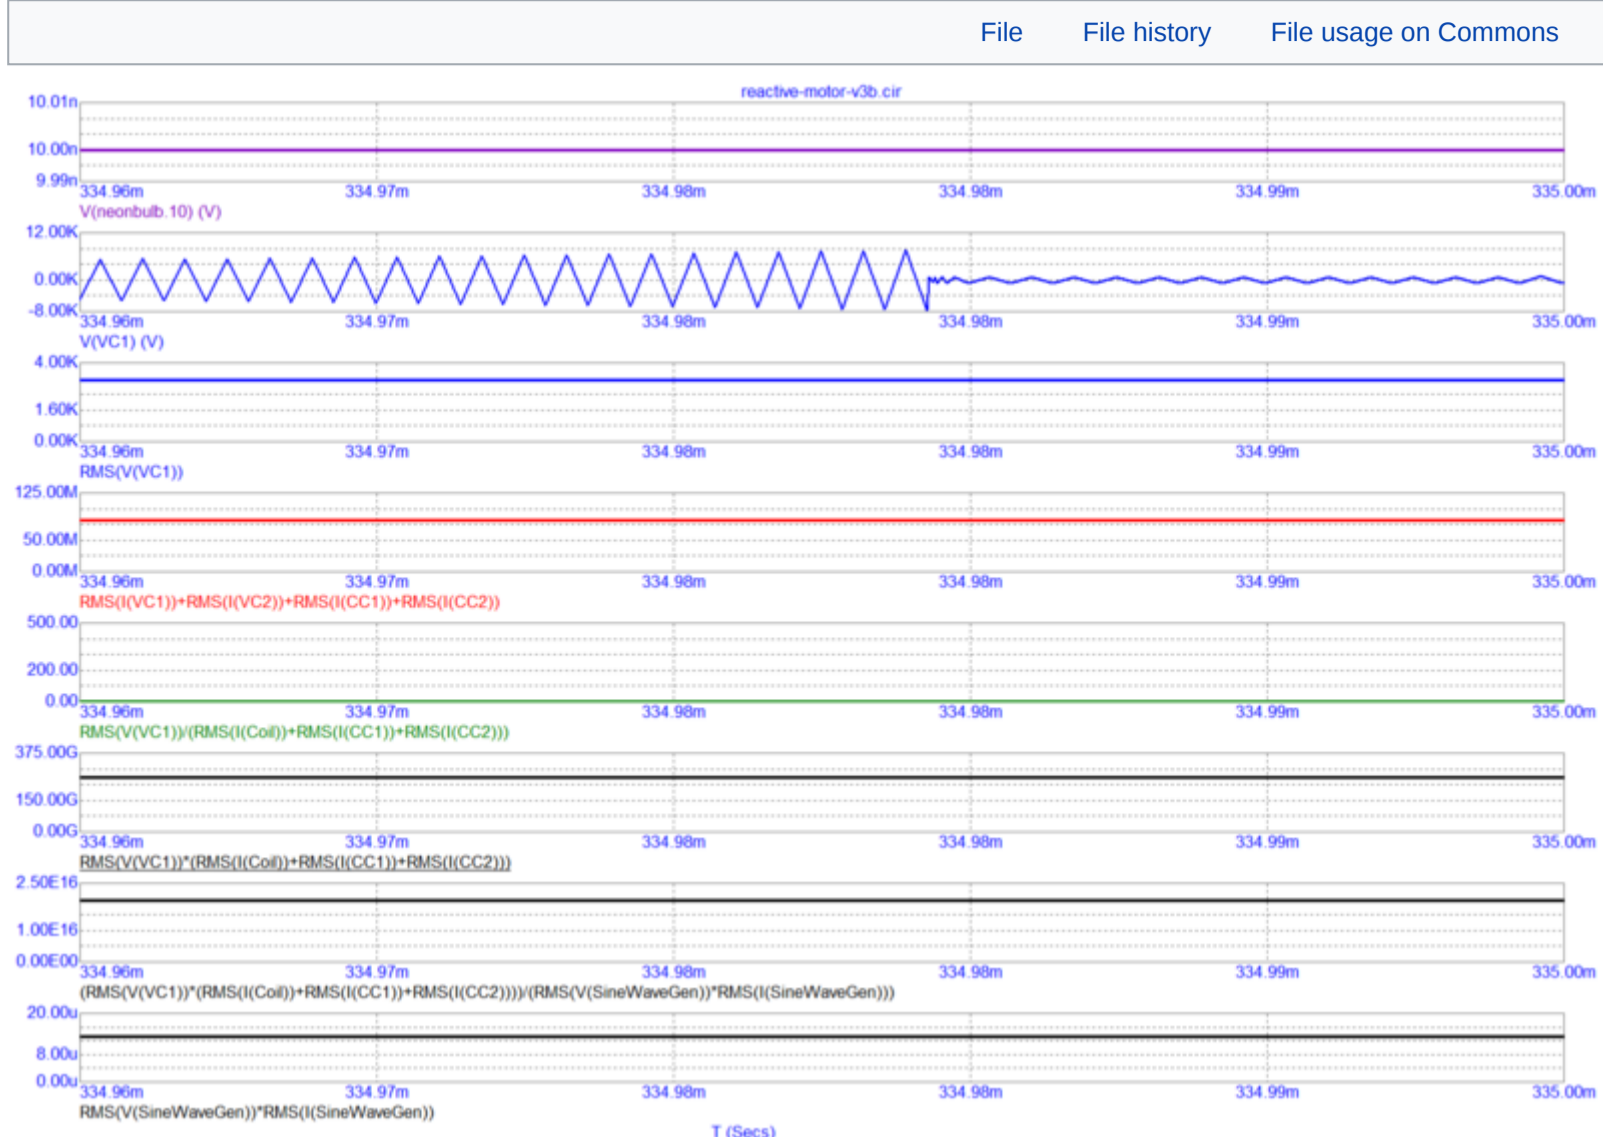 File File history File usage on Commons
reactive-motor-v3b.cir
10.01n
10.00n
9.99n
334.96m 334.97m 334.98m 334.98m 334.99m 335.00m
V(neonbulb.10) (V)
12.00K
0.00K
-8.00K
334.96m 334.97m 334.98m 334.98m 334.99m 335.00m
V(VC1) (V)
4.00K
1.60K
0.00K
334.96m 334.97m 334.98m 334.98m 334.99m 335.00m
RMS(V(VC1))
125.00M
50.00M
0.00M
334.96m 334.97m 334.98m 334.98m 334.99m 335.00m
RMS(I(VC1))+RMS(I(VC2))+RMS(I(CC1))+RMS(I(CC2))
500.00
200.00
0.00
334.96m 334.97m 334.98m 334.98m 334.99m 335.00m
RMS(V(VC1))/(RMS(I(Coil))+RMS(I(CC1))+RMS(I(CC2)))
375.00G
150.00G
0.00G
334.96m 334.97m 334.98m 334.98m 334.99m 335.00m
RMS(V(VC1))*(RMS(I(Coil))+RMS(I(CC1))+RMS(I(CC2)))
2.50E16
1.00E16
0.00E00
334.96m 334.97m 334.98m 334.98m 334.99m 335.00m
(RMS(V(VC1))*(RMS(I(Coil))+RMS(I(CC1))+RMS(I(CC2))))/(RMS(V(SineWaveGen))*RMS(I(SineWaveGen)))
20.00u
8.00u
0.00u
334.96m 334.97m 334.98m 334.98m 334.99m 335.00m
RMS(V(SineWaveGen))*RMS(I(SineWaveGen))
T (Secs)